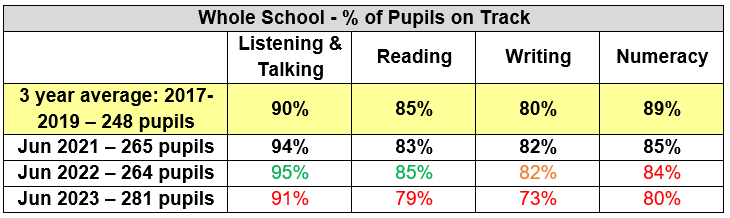 Whole School - % of Pupils on Track
Listening & Talking Reading Writing Numeracy
3 year average: 2017-2019 – 248 pupils 90% 85% 80% 89%
Jun 2021 – 265 pupils 94% 83% 82% 85%
Jun 2022 – 264 pupils 95% 85% 82% 84%
Jun 2023 – 281 pupils 91% 79% 73% 80%